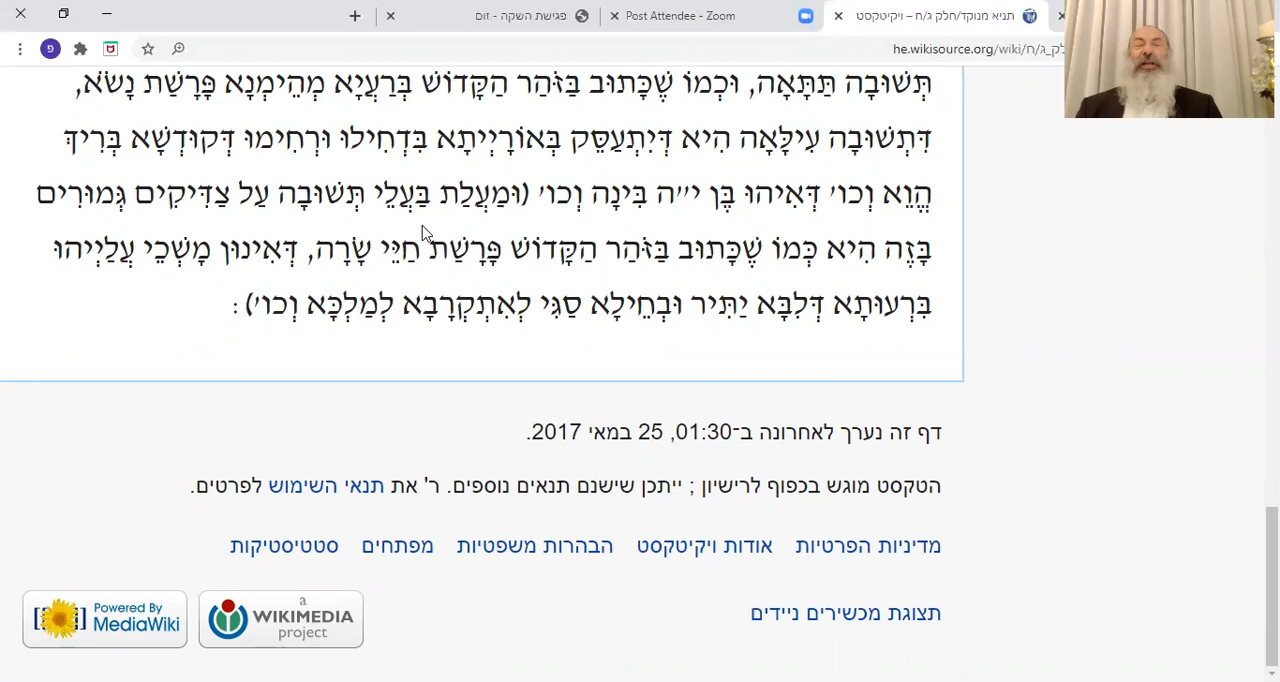 פגישת השקה - זום
Post Attendee - Zoom
תניא מנוקד/חלק ג/ח – ויקיטקסט
פ
he.wikisource.org/wiki/לק_ג/ח
תְּשׁוּבָה תַּתָּאָה, וּכְמוֹ שֶׁכָּתוּב בַּזֹּהַר הַקָּדוֹשׁ בְּרַעֲיָא מְהֵימְנָא פָּרָשַׁת נָשֹׂא,
דִּתְשׁוּבָה עִילָּאָה הִיא דְּיִתְעַסֵּק בְּאוֹרָיְיתָא בִּדְחִילוּ וּרְחִימוּ דְּקוּדְשָׁא בְּרִיךְ
הֲוֵא וְכוּ׳ דְּאִיהוּ בֶּן י״ה בִּינָה וְכוּ׳ (וּמַעֲלַת בַּעֲלֵי תְּשׁוּבָה עַל צַדִּיקִים גְּמוּרִים
בָּזֶה הִיא כְּמוֹ שֶׁכָּתוּב בַּזֹּהַר הַקָּדוֹשׁ פָּרָשַׁת חַיֵּי שָׂרָה, דְּאִינוּן מָשְׁכֵי עֲלַיְיהוּ
בִּרְעוּתָא דְּלִבָּא יַתִּיר וּבְחֵילָא סַגִּי לְאִתְקְרָבָא לְמַלְכָּא וְכוּ׳) :
דף זה נערך לאחרונה ב־01:30, 25 במאי 2017.
הטקסט מוגש בכפוף לרישיון ; ייתכן שישנם תנאים נוספים. ר' את תנאי השימוש לפרטים.
מדיניות הפרטיות אודות ויקיטקסט הבהרות משפטיות מפתחים סטטיסטיקות
תצוגת מכשירים ניידים
a
WIKIMEDIA
project
Powered By
MediaWiki